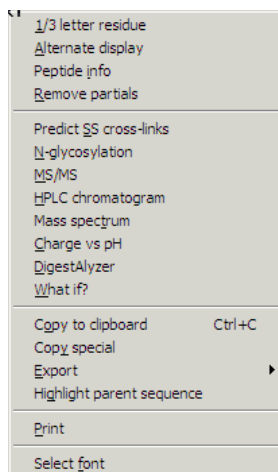 1/3 letter residue
Alternate display
Peptide info
Remove partials
Predict SS cross-links
N-glycosylation
MS/MS
HPLC chromatogram
Mass spectrum
Charge vs pH
DigestAlyzer
What if?
Copy to clipboard Ctrl+C
Copy special
Export
Highlight parent sequence
Print
Select font